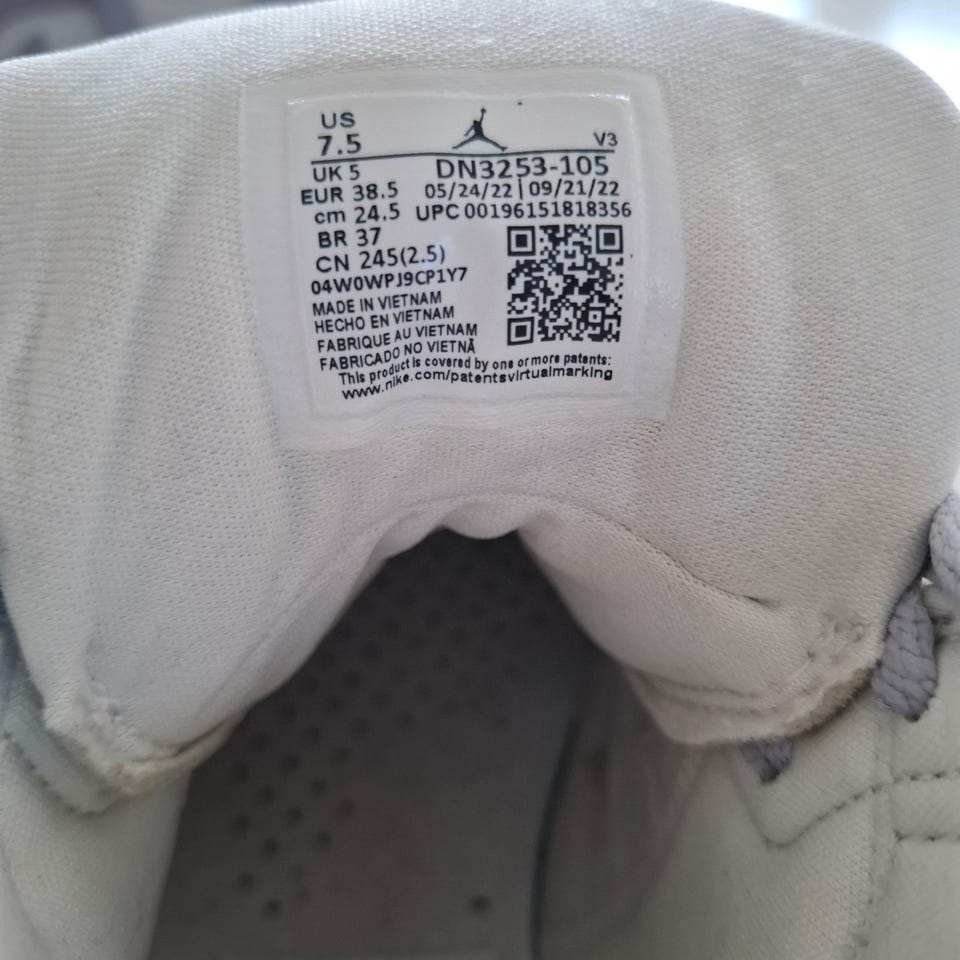 US
7.5
V3
UK 5
DN3253-105
EUR 38.5
05/24/22 | 09/21/22
cm 24.5
UPC 00196151818356
BR 37
CN 245(2.5)
04W0WPJ9CP1Y7
MADE IN VIETNAM
HECHO EN VIETNAM
FABRIQUE AU VIETNAM
FABRICADO NO VIETNÃ
This product is covered by one or more patents:
www.nike.com/patentsvirtualmarking